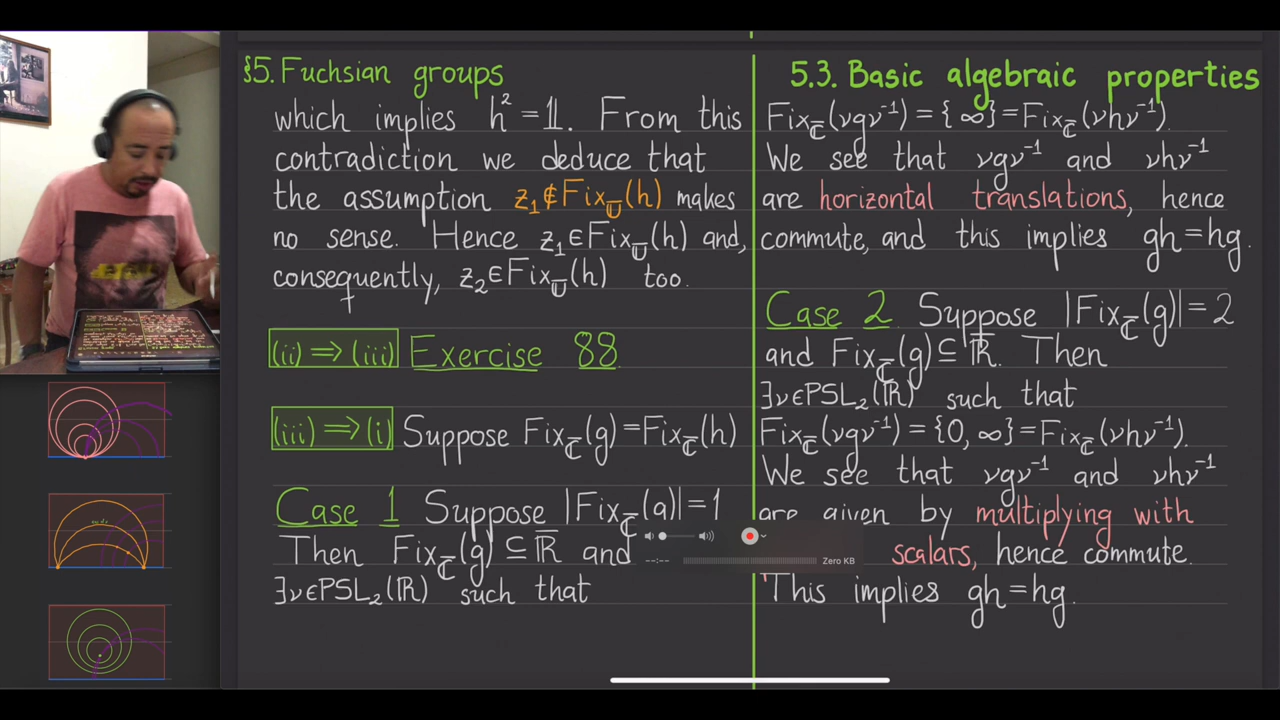 §5. Fuchsian groups
which implies h² = 𝟙. From this
contradiction we deduce that
the assumption z₁∉Fix_𝕌̅(h) makes
no sense. Hence z₁∈Fix_𝕌̅(h) and,
consequently, z₂∈Fix_𝕌̅(h) too.
(ii) ⟹ (iii) Exercise 88
(iii) ⟹ (i) Suppose Fix_ℂ̅(g)=Fix_ℂ̅(h)
Case 1 Suppose |Fix_ℂ̅(g)|=1
Then Fix_ℂ̅(g) ⊆ ℝ̅ and
∃ν∈PSL₂(ℝ) such that
5.3. Basic algebraic properties
Fix_ℂ̅(νgν⁻¹) = {∞} = Fix_ℂ̅(νhν⁻¹).
We see that νgν⁻¹ and νhν⁻¹
are horizontal translations, hence
commute, and this implies gh=hg.
Case 2. Suppose |Fix_ℂ̅(g)|=2
and Fix_ℂ̅(g) ⊆ ℝ̅. Then
∃ν∈PSL₂(ℝ) such that
Fix_ℂ̅(νgν⁻¹) = {0, ∞} = Fix_ℂ̅(νhν⁻¹).
We see that νgν⁻¹ and νhν⁻¹
are given by multiplying with
scalars, hence commute.
This implies gh=hg.
--:--
Zero KB